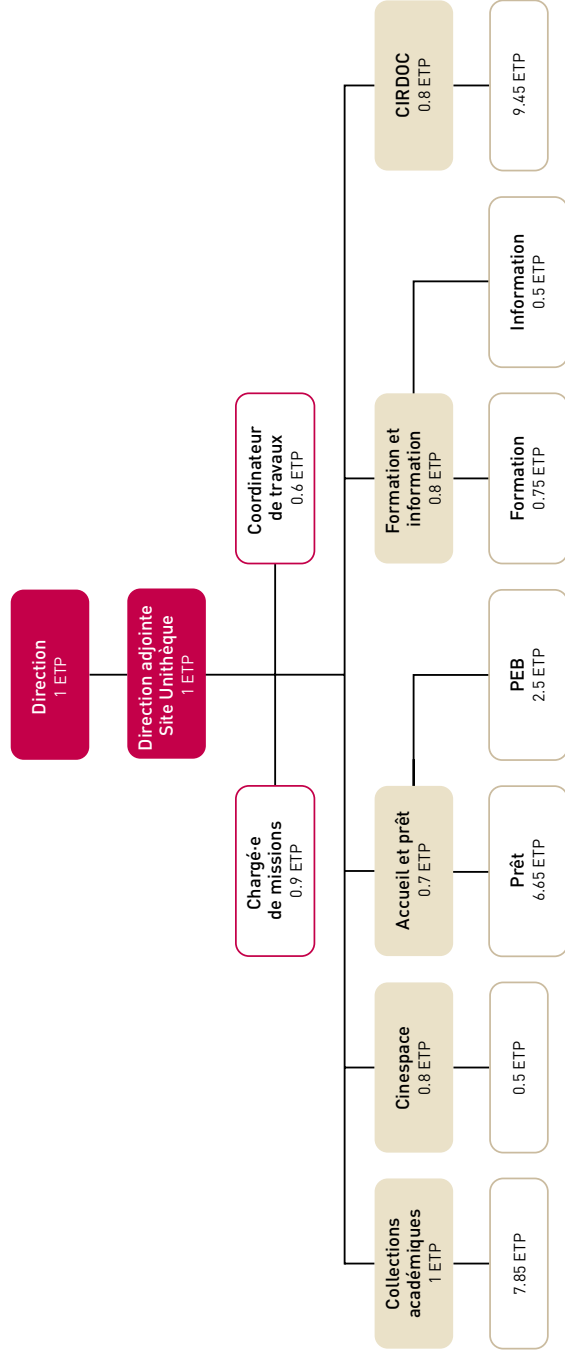 Direction
1 ETP
Direction adjointe
Site Unithèque
1 ETP
Chargé·e
de missions
0.9 ETP
Coordinateur
de travaux
0.6 ETP
Collections
académiques
1 ETP
Cinespace
0.8 ETP
Accueil et prêt
0.7 ETP
Formation et
information
0.8 ETP
CIRDOC
0.8 ETP
7.85 ETP
0.5 ETP
Prêt
6.65 ETP
PEB
2.5 ETP
Formation
0.75 ETP
Information
0.5 ETP
9.45 ETP